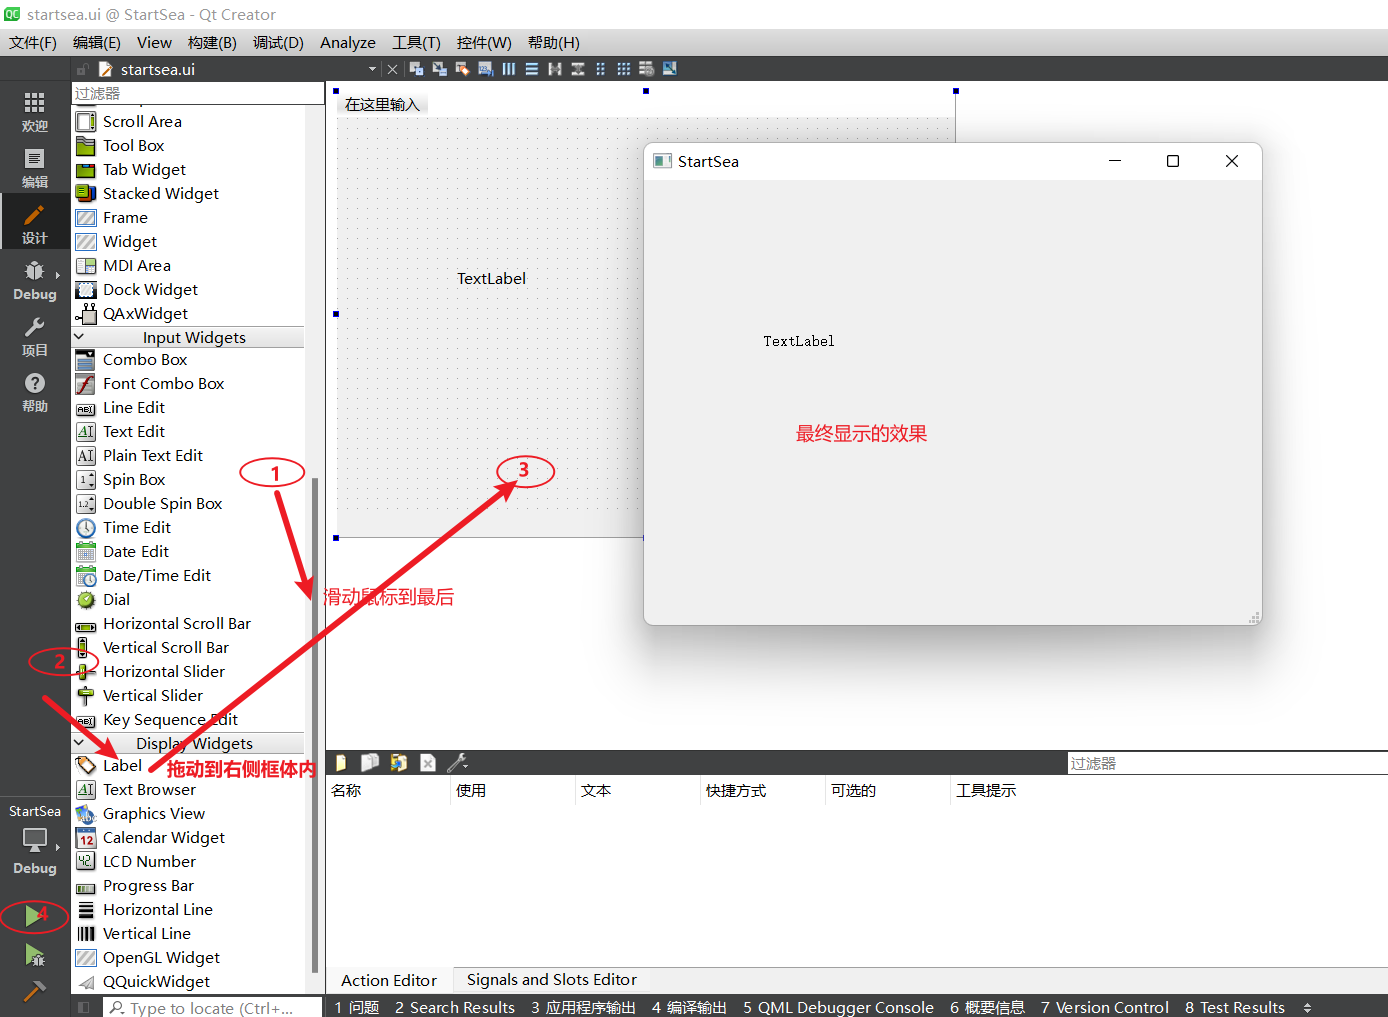 startsea.ui @ StartSea - Qt Creator
文件(F) 编辑(E) View 构建(B) 调试(D) Analyze 工具(T) 控件(W) 帮助(H)
startsea.ui
过滤器
欢迎
编辑
设计
Debug
项目
帮助
StartSea
Debug
4
Scroll Area
Tool Box
Tab Widget
Stacked Widget
Frame
Widget
MDI Area
Dock Widget
QAxWidget
Input Widgets
Combo Box
Font Combo Box
Line Edit
Text Edit
Plain Text Edit
1
Spin Box
Double Spin Box
Time Edit
Date Edit
Date/Time Edit
Dial
Horizontal Scroll Bar
Vertical Scroll Bar
2
Horizontal Slider
Vertical Slider
Key Sequence Edit
Display Widgets
Label
拖动到右侧框体内
Text Browser
Graphics View
Calendar Widget
LCD Number
Progress Bar
Horizontal Line
Vertical Line
OpenGL Widget
QQuickWidget
在这里输入
TextLabel
3
滑动鼠标到最后
StartSea
TextLabel
最终显示的效果
过滤器
名称 使用 文本 快捷方式 可选的 工具提示
Action Editor Signals and Slots Editor
Type to locate (Ctrl+...
1 问题 2 Search Results 3 应用程序输出 4 编译输出 5 QML Debugger Console 6 概要信息 7 Version Control 8 Test Results